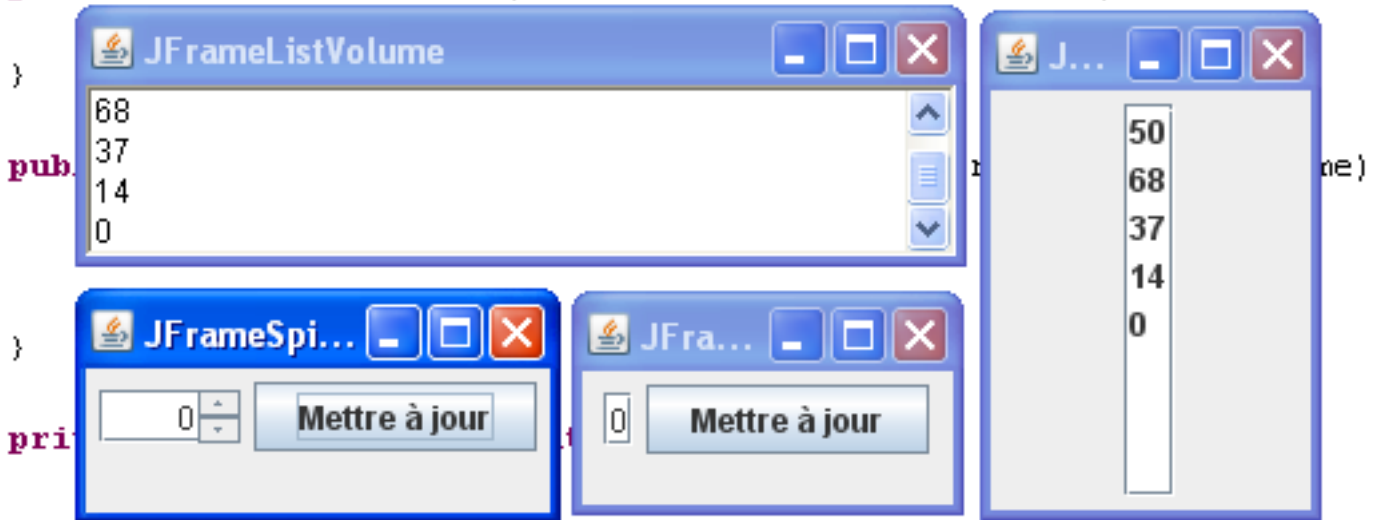 JFrameListVolume
68
37
14
0
J...
50
68
37
14
0
}
pub
me)
JFrameSpi...
0
Mettre à jour
JFra...
0
Mettre à jour
}
pri